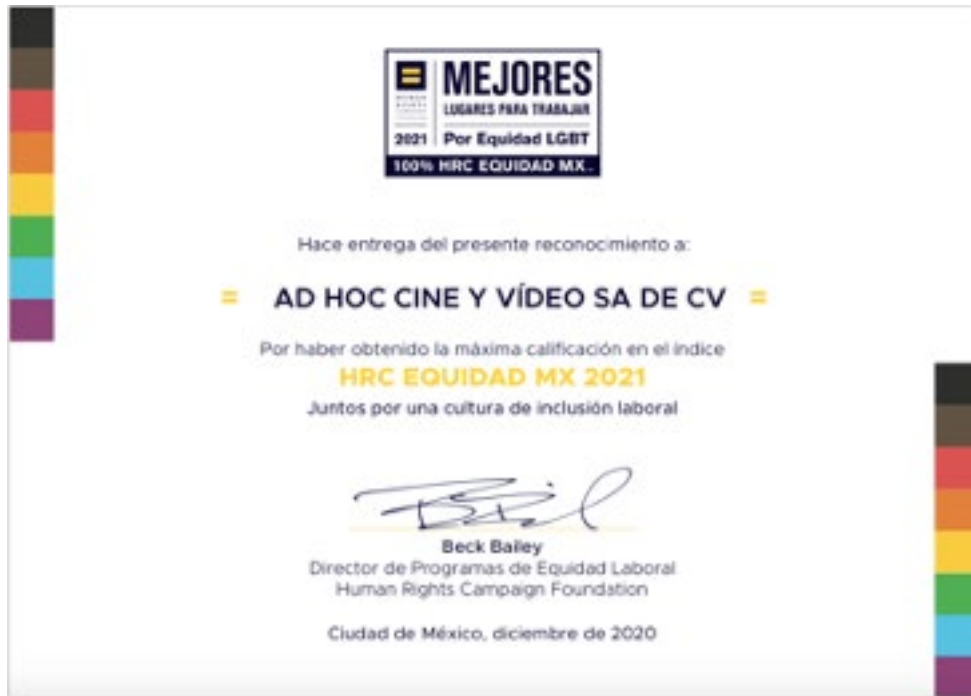 MEJORES
LUGARES PARA TRABAJAR
2021 Por Equidad LGBT
100% HRC EQUIDAD MX.
Hace entrega del presente reconocimiento a:
= AD HOC CINE Y VÍDEO SA DE CV =
Por haber obtenido la máxima calificación en el índice
HRC EQUIDAD MX 2021
Juntos por una cultura de inclusión laboral
Beck Bailey
Director de Programas de Equidad Laboral
Human Rights Campaign Foundation
Ciudad de México, diciembre de 2020